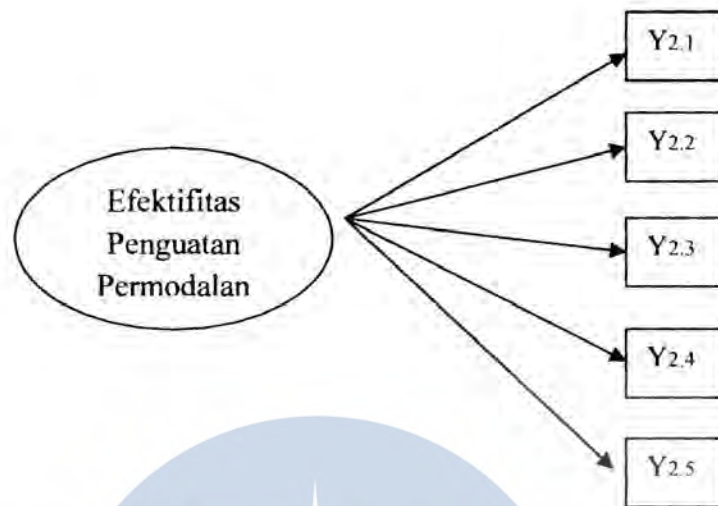 Efektifitas
Penguatan
Permodalan
Y2.1
Y2.2
Y2.3
Y2.4
Y2.5